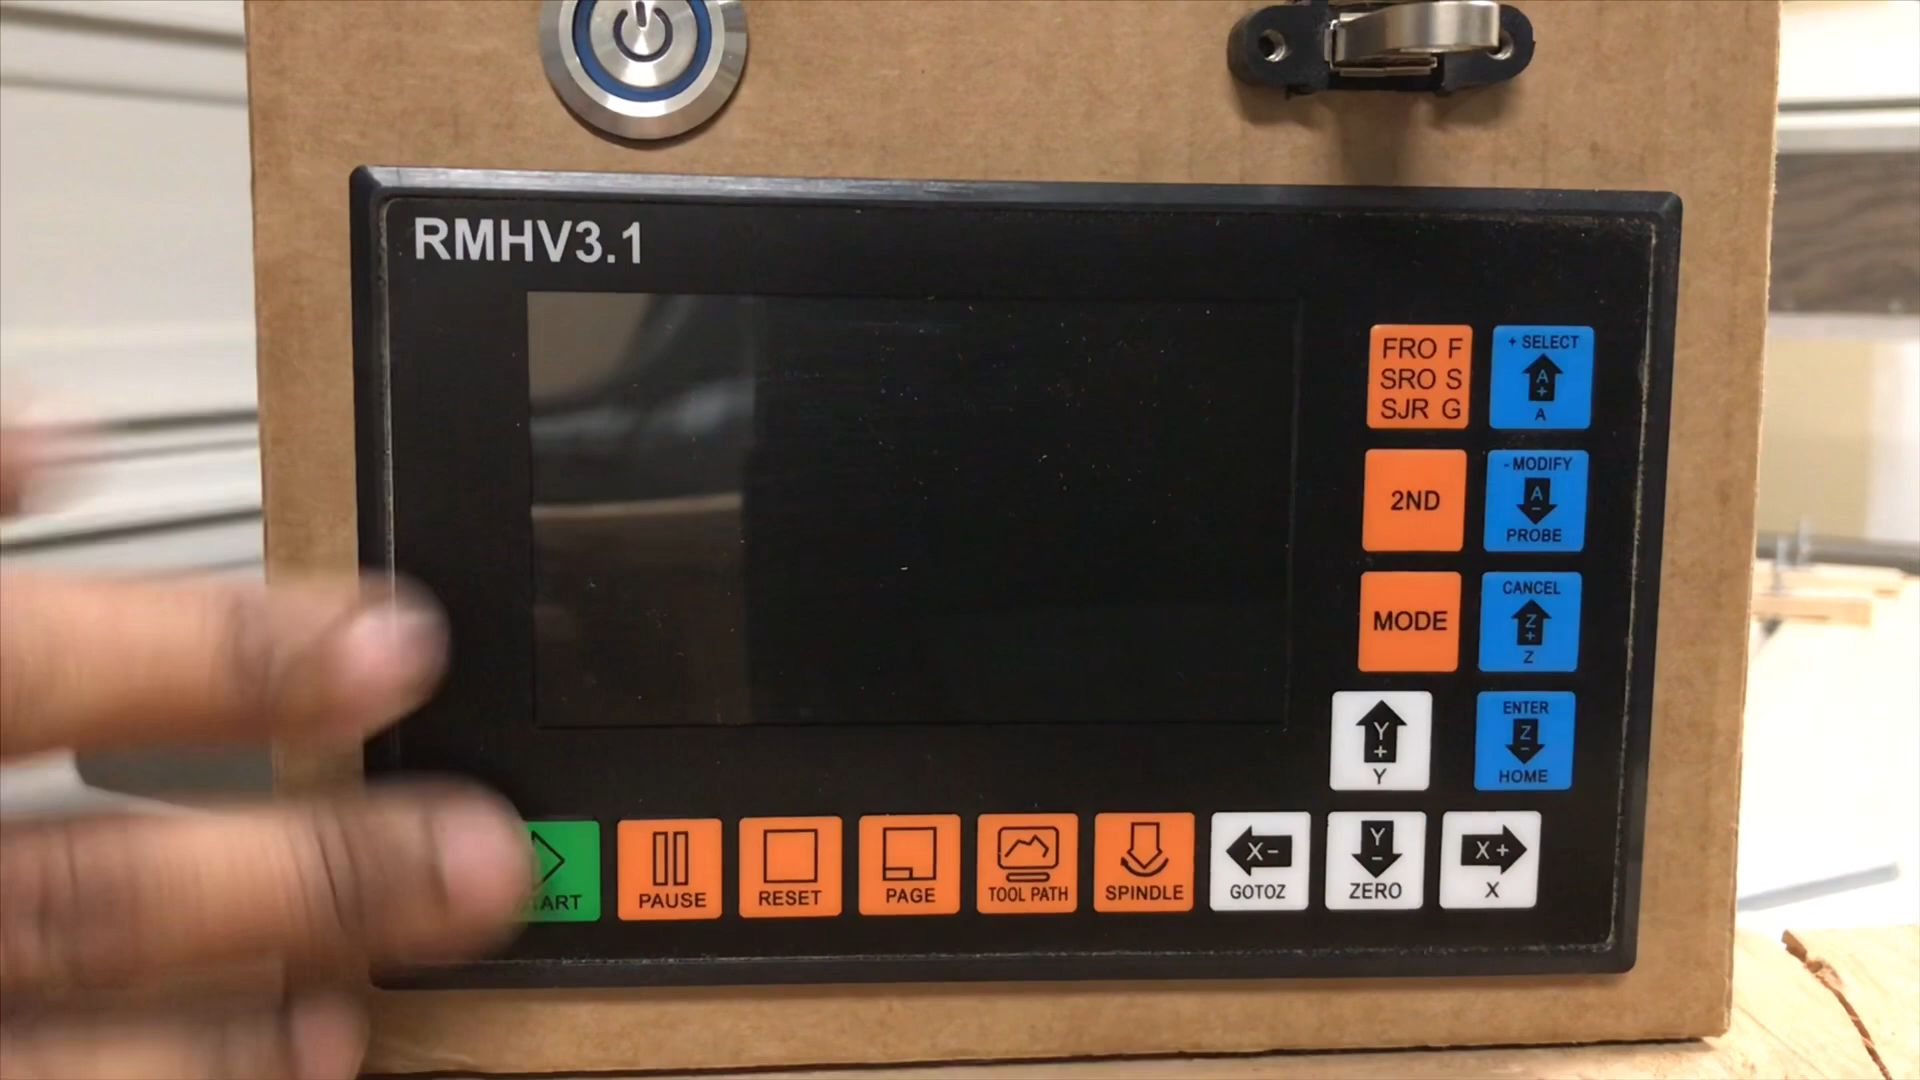 RMHV3.1
FRO F
SRO S
SJR G
+ SELECT
A
+
A
2ND
- MODIFY
A
-
PROBE
MODE
CANCEL
Z
+
Z
Y
+
Y
ENTER
Z
-
HOME
START
PAUSE
RESET
PAGE
TOOL PATH
SPINDLE
X-
GOTOZ
Y
-
ZERO
X+
X